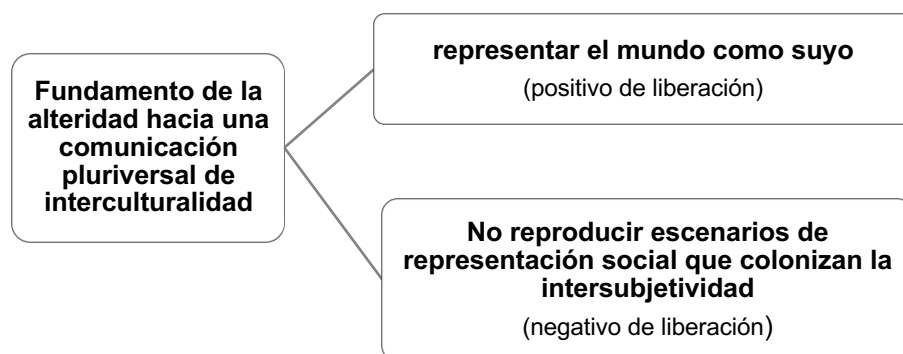 Fundamento de la
alteridad hacia una
comunicación
pluriversal de
interculturalidad
representar el mundo como suyo
(positivo de liberación)
No reproducir escenarios de
representación social que colonizan la
intersubjetividad
(negativo de liberación)